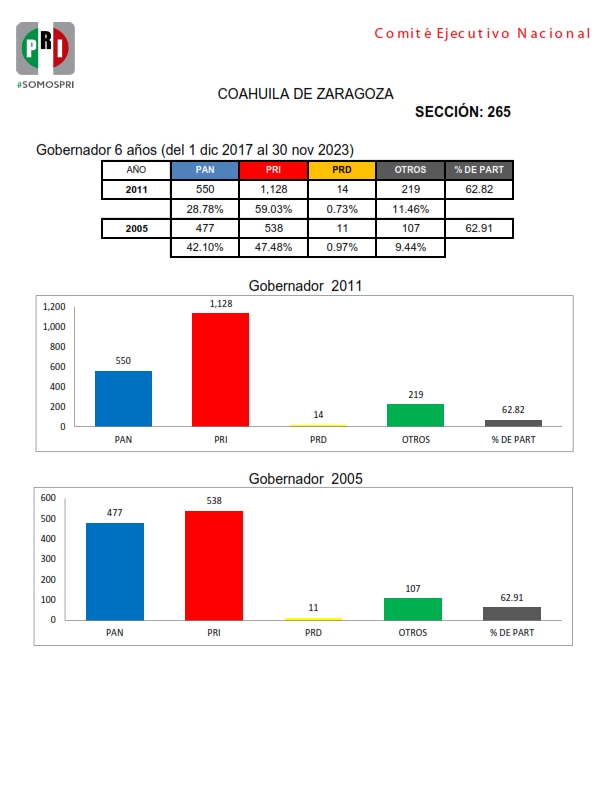 Comité Ejecutivo Nacional
PRI
#SOMOSPRI
COAHUILA DE ZARAGOZA
SECCIÓN: 265
Gobernador 6 años (del 1 dic 2017 al 30 nov 2023)
AÑO PAN PRI PRD OTROS % DE PART
2011 550 1,128 14 219 62.82
28.78% 59.03% 0.73% 11.46%
2005 477 538 11 107 62.91
42.10% 47.48% 0.97% 9.44%
Gobernador 2011
1,200
1,000
800
600
400
200
0
550
1,128
14
219
62.82
PAN PRI PRD OTROS % DE PART
Gobernador 2005
600
500
400
300
200
100
0
477
538
11
107
62.91
PAN PRI PRD OTROS % DE PART